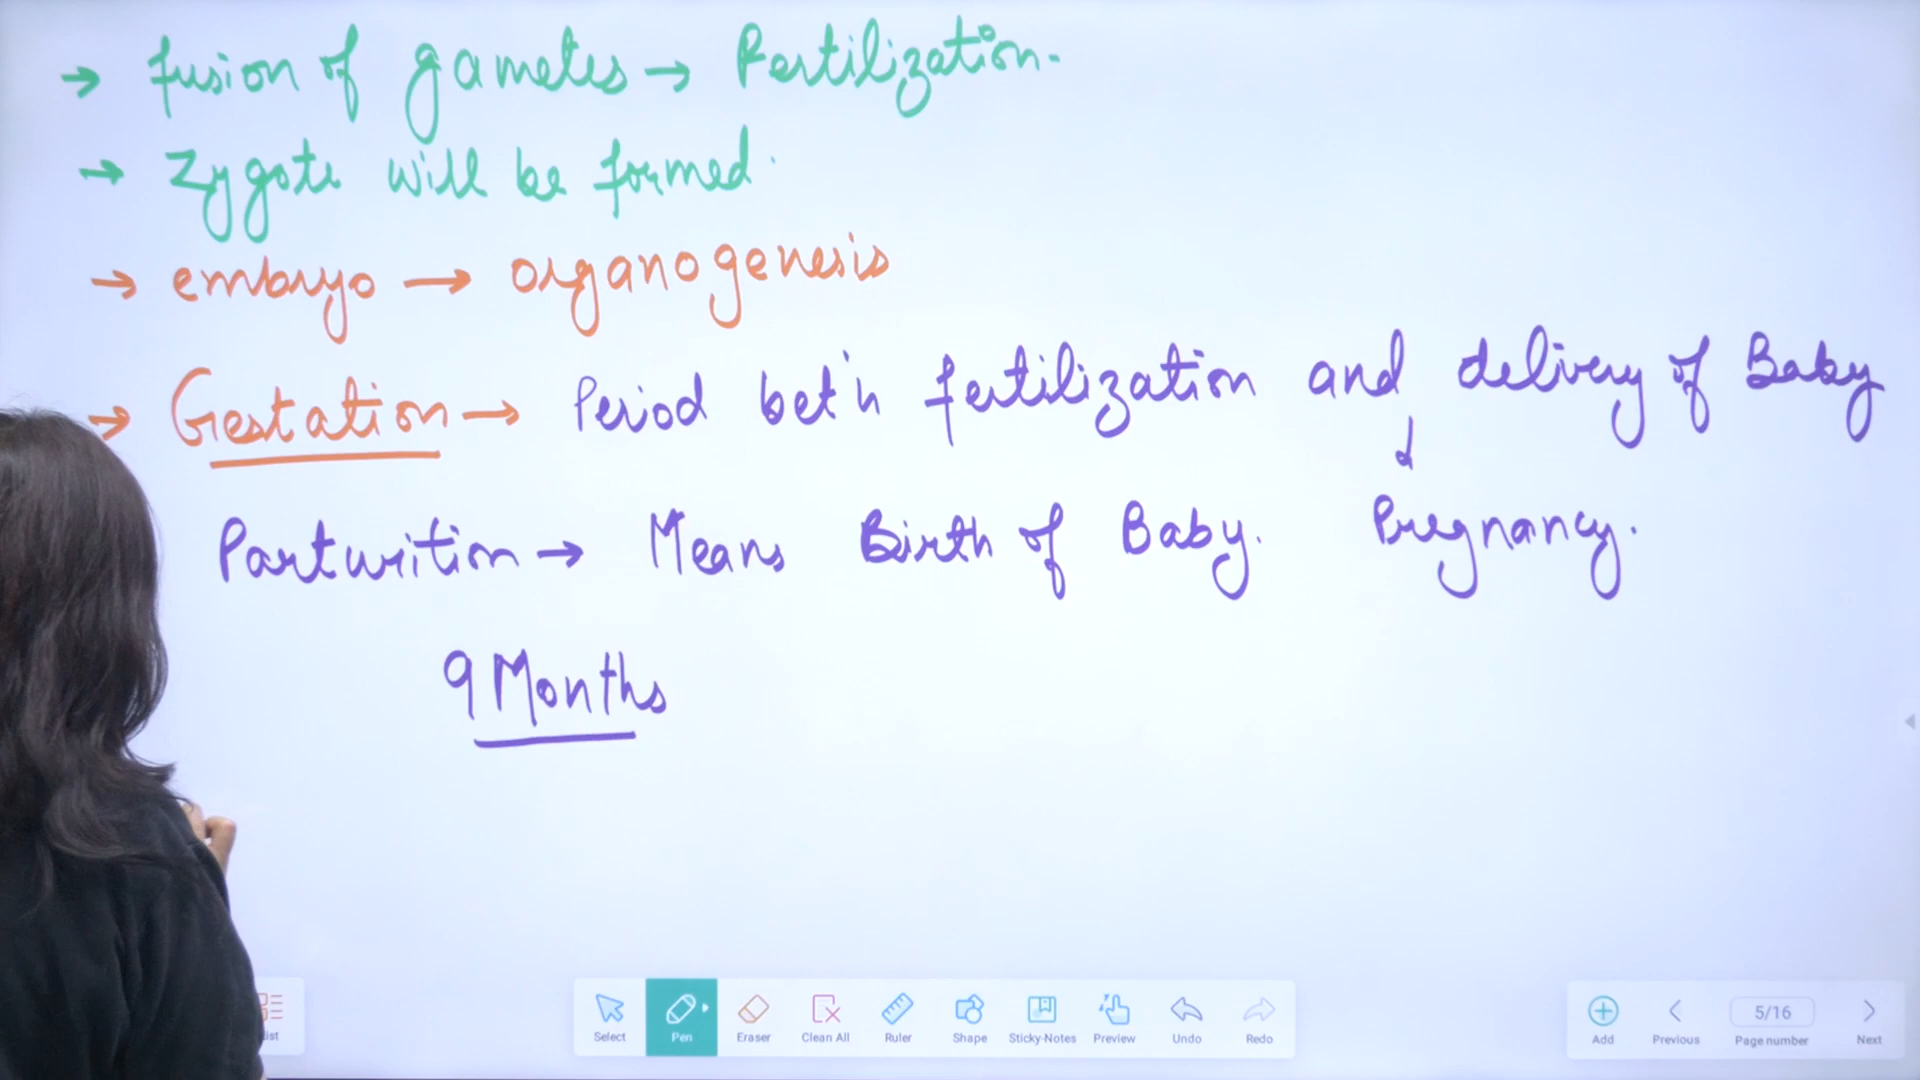 → fusion of gametes → Fertilization.
→ Zygote will be formed.
→ embryo → organogenesis
→ Gestation → Period bet'n fertilization and delivery of Baby
↓
Parturition → Means Birth of Baby. Pregnancy.
9 Months
Select Pen Eraser Clean All Ruler Shape Sticky-Notes Preview Undo Redo
Add Previous 5/16 Page number Next